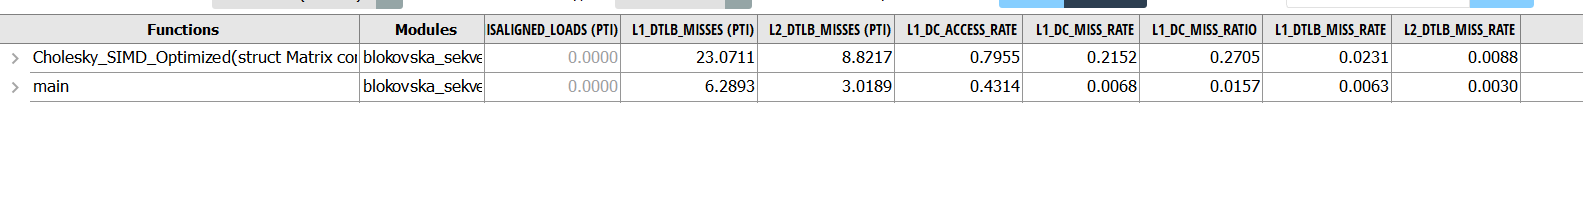 Functions Modules ISALIGNED_LOADS (PTI) L1_DTLB_MISSES (PTI) L2_DTLB_MISSES (PTI) L1_DC_ACCESS_RATE L1_DC_MISS_RATE L1_DC_MISS_RATIO L1_DTLB_MISS_RATE L2_DTLB_MISS_RATE
Cholesky_SIMD_Optimized(struct Matrix co blokovska_sekv 0.0000 23.0711 8.8217 0.7955 0.2152 0.2705 0.0231 0.0088
main blokovska_sekv 0.0000 6.2893 3.0189 0.4314 0.0068 0.0157 0.0063 0.0030